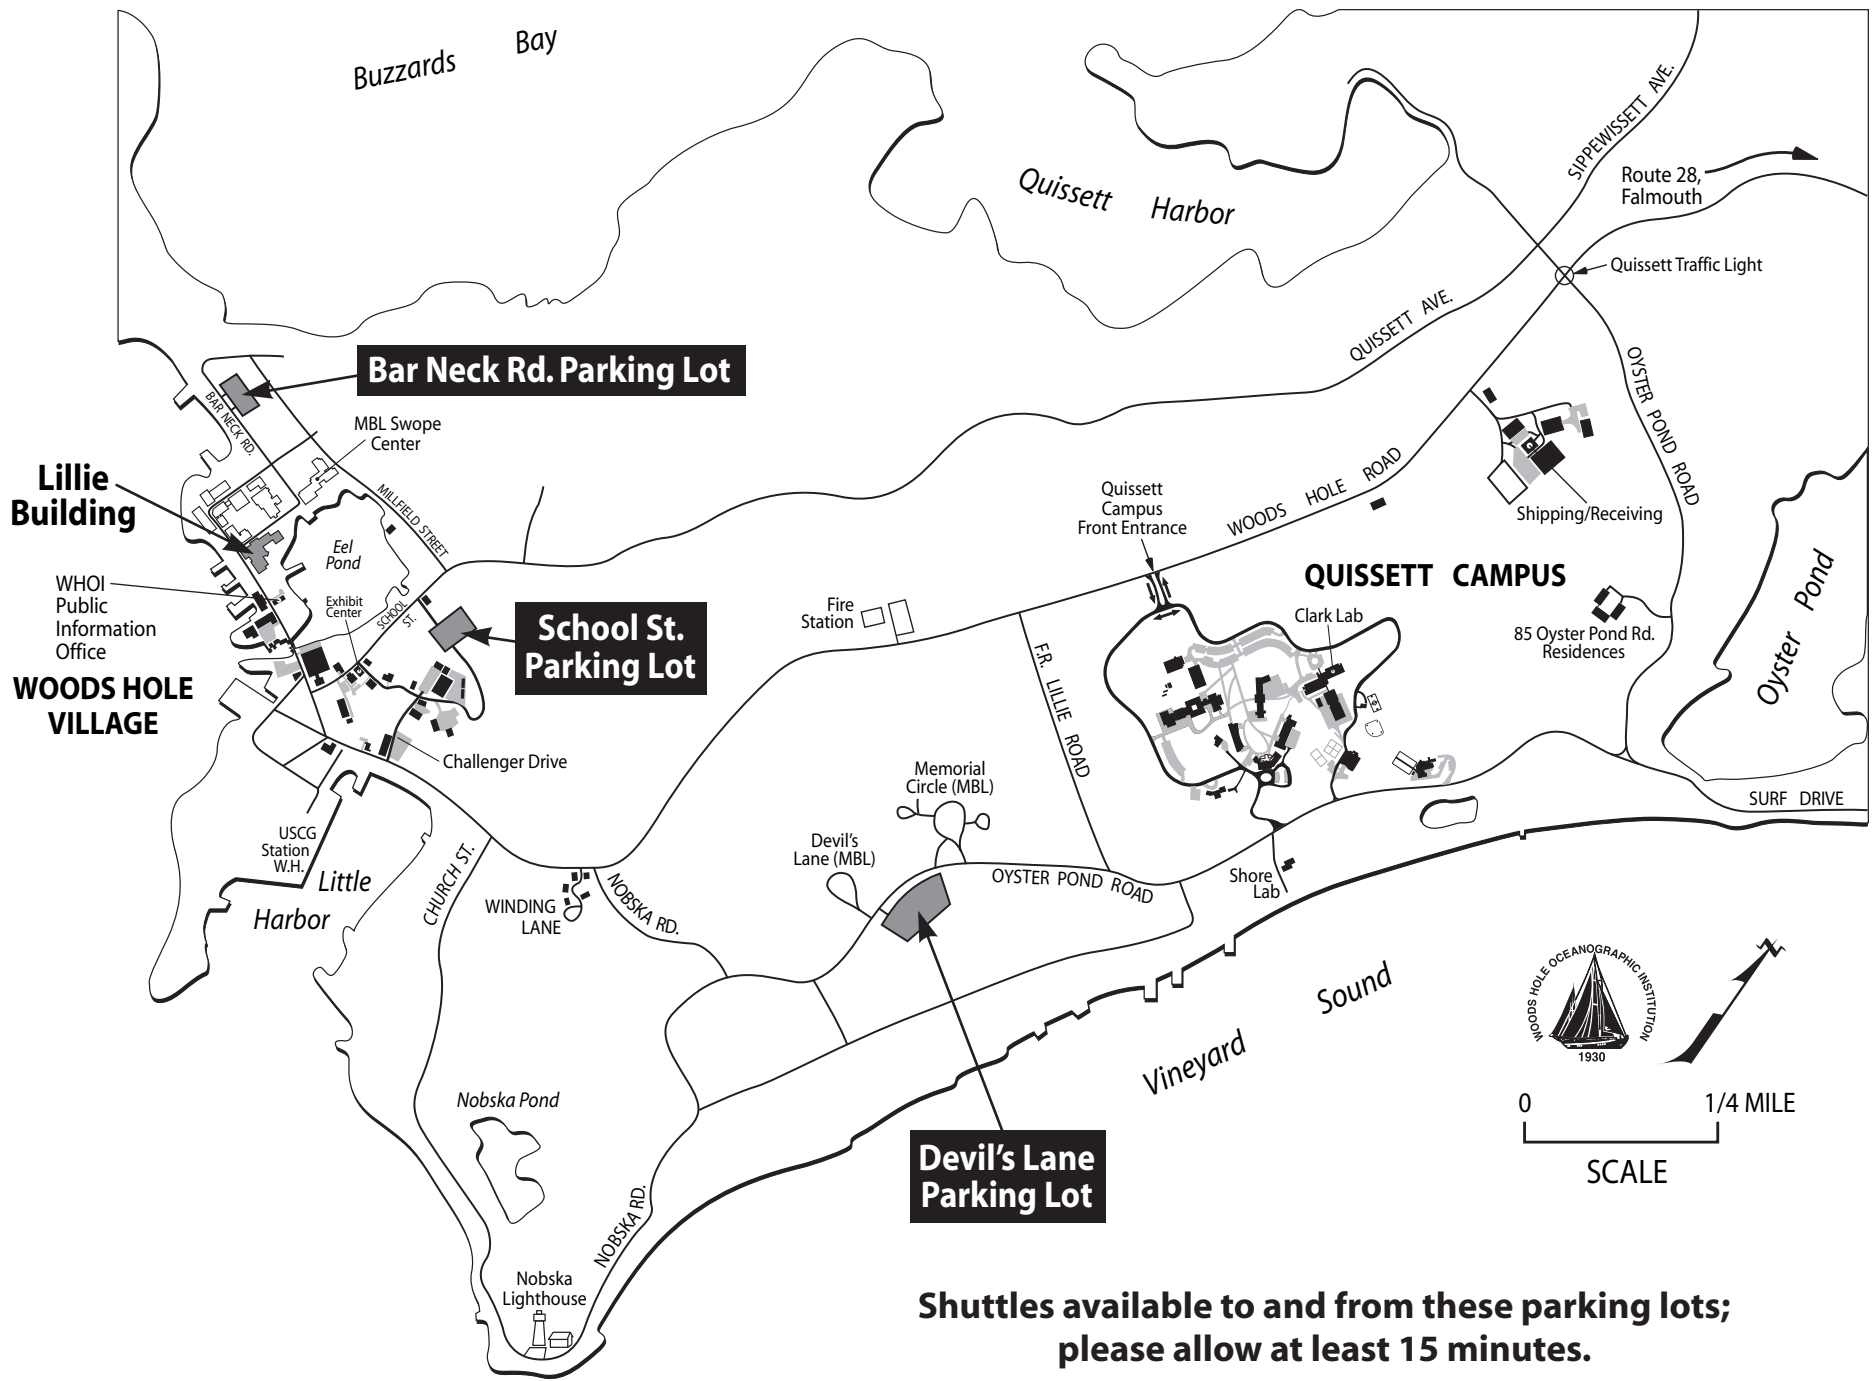 Buzzards Bay
Quissett Harbor
SIPPEWISSETT AVE.
Route 28,
Falmouth
Quissett Traffic Light
QUISSETT AVE.
OYSTER POND ROAD
Bar Neck Rd. Parking Lot
BAR NECK RD.
MBL Swope
Center
Lillie
Building
MILLFIELD STREET
Eel
Pond
WHOI
Public
Information
Office
Exhibit
Center
SCHOOL
ST.
School St.
Parking Lot
WOODS HOLE
VILLAGE
Challenger Drive
Fire
Station
Quissett
Campus
Front Entrance
WOODS HOLE ROAD
Shipping/Receiving
QUISSETT CAMPUS
Clark Lab
85 Oyster Pond Rd.
Residences
Oyster Pond
F.R. LILLIE ROAD
SURF DRIVE
Memorial
Circle (MBL)
Devil's
Lane (MBL)
OYSTER POND ROAD
Shore
Lab
USCG
Station
W.H.
Little
Harbor
CHURCH ST.
WINDING
LANE
NOBSKA RD.
Vineyard Sound
WOODS HOLE OCEANOGRAPHIC INSTITUTION
1930
N
0 1/4 MILE
SCALE
Nobska Pond
Devil's Lane
Parking Lot
NOBSKA RD.
Nobska
Lighthouse
Shuttles available to and from these parking lots;
please allow at least 15 minutes.